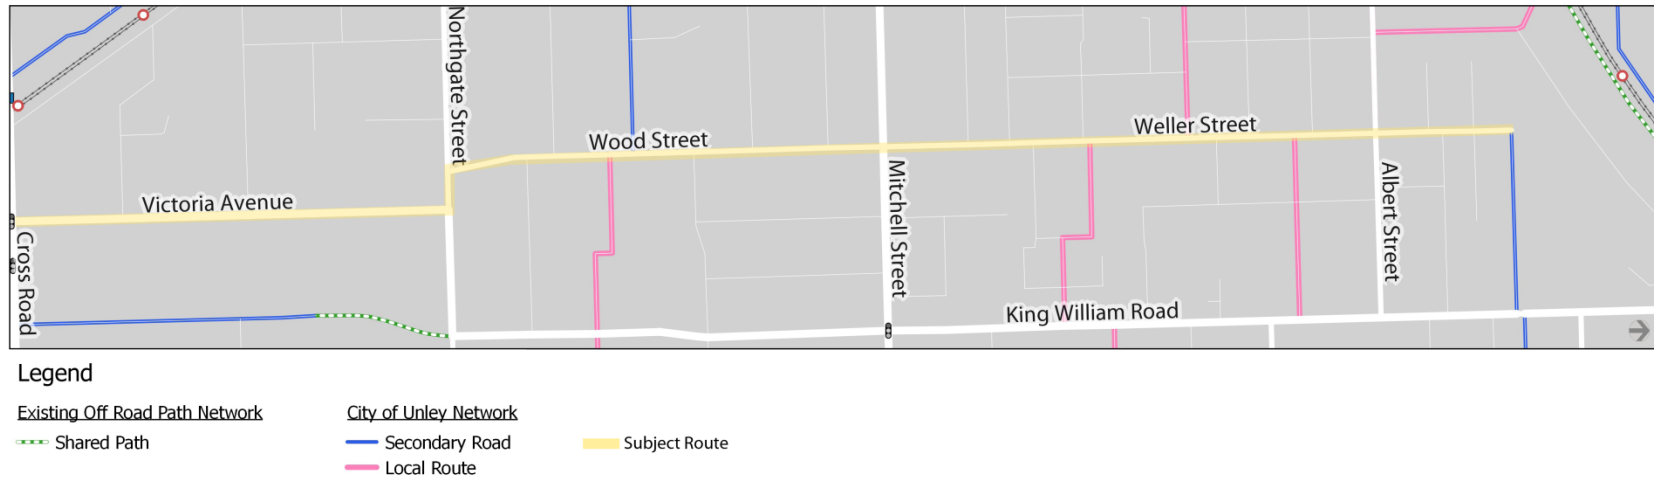 Northgate Street
Wood Street
Weller Street
Victoria Avenue
Mitchell Street
Albert Street
Cross Road
King William Road
Legend
Existing Off Road Path Network
Shared Path
City of Unley Network
Secondary Road
Local Route
Subject Route